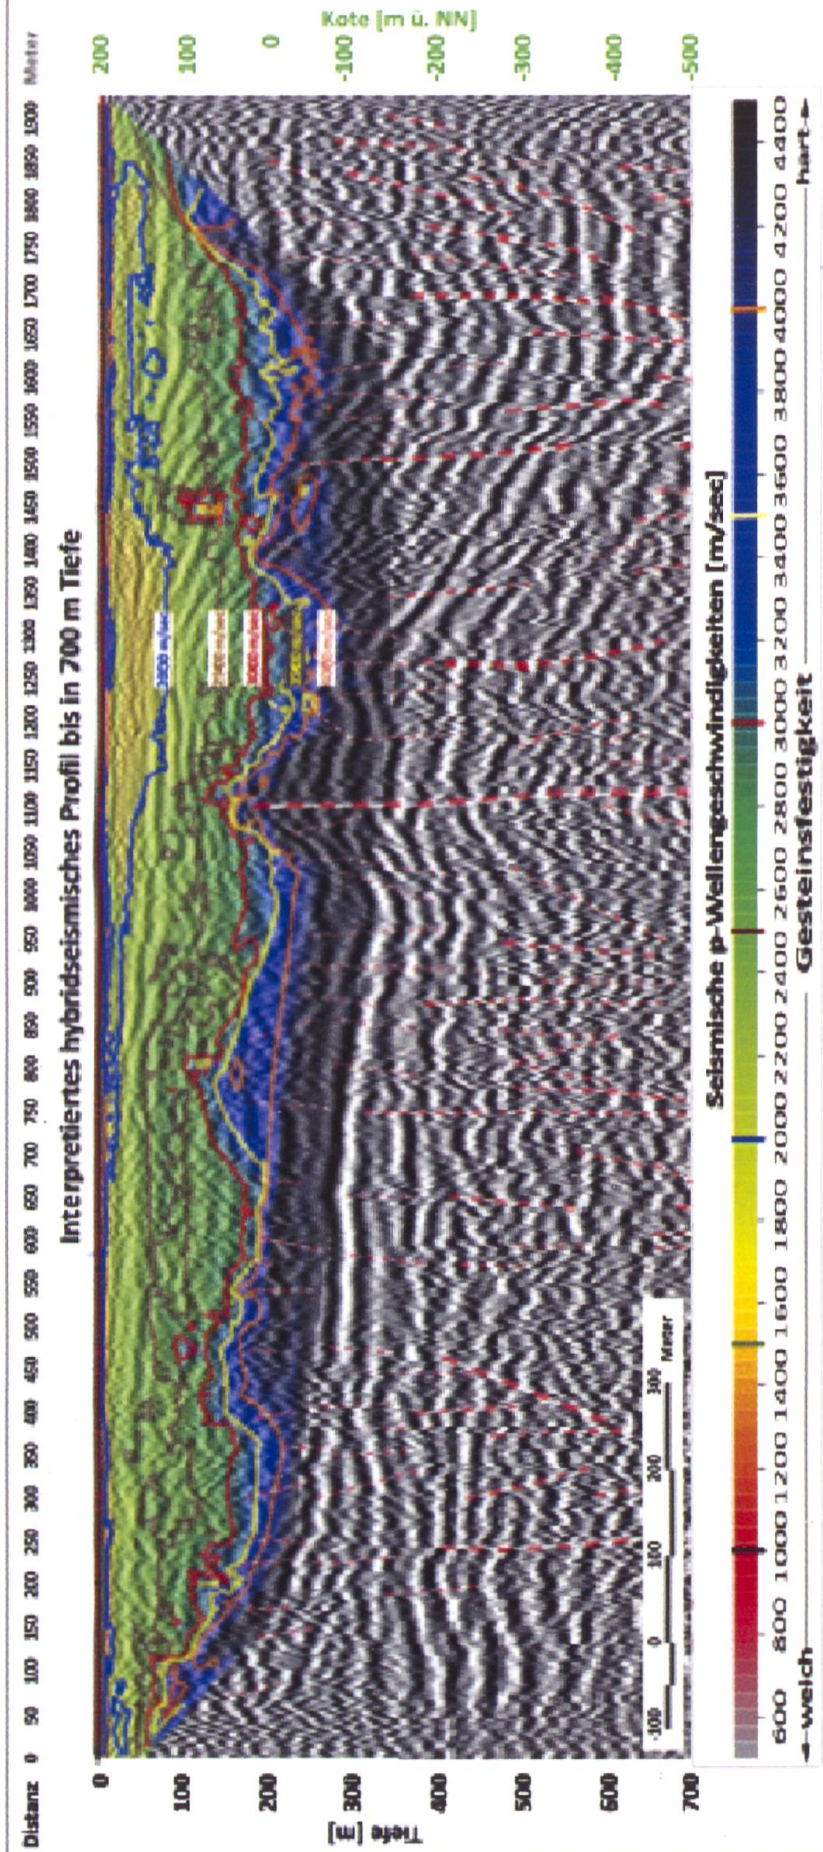 Distanz 0 50 100 150 200 250 300 350 400 450 500 550 600 650 700 750 800 850 900 950 1000 1050 1100 1150 1200 1250 1300 1350 1400 1450 1500 1550 1600 1650 1700 1750 1800 1850 1900 Meter
Interpretiertes hybridseismisches Profil bis in 700 m Tiefe
Tiefe [m]
0
100
200
300
400
500
600
700
2000 m/sec
3000 m/sec
-100 0 100 200 300 Meter
Kote [m ü. NN]
200
100
0
-100
-200
-300
-400
-500
Seismische p-Wellengeschwindigkeiten [m/sec]
600 800 1000 1200 1400 1600 1800 2000 2200 2400 2600 2800 3000 3200 3400 3600 3800 4000 4200 4400
weich Gesteinsfestigkeit hart